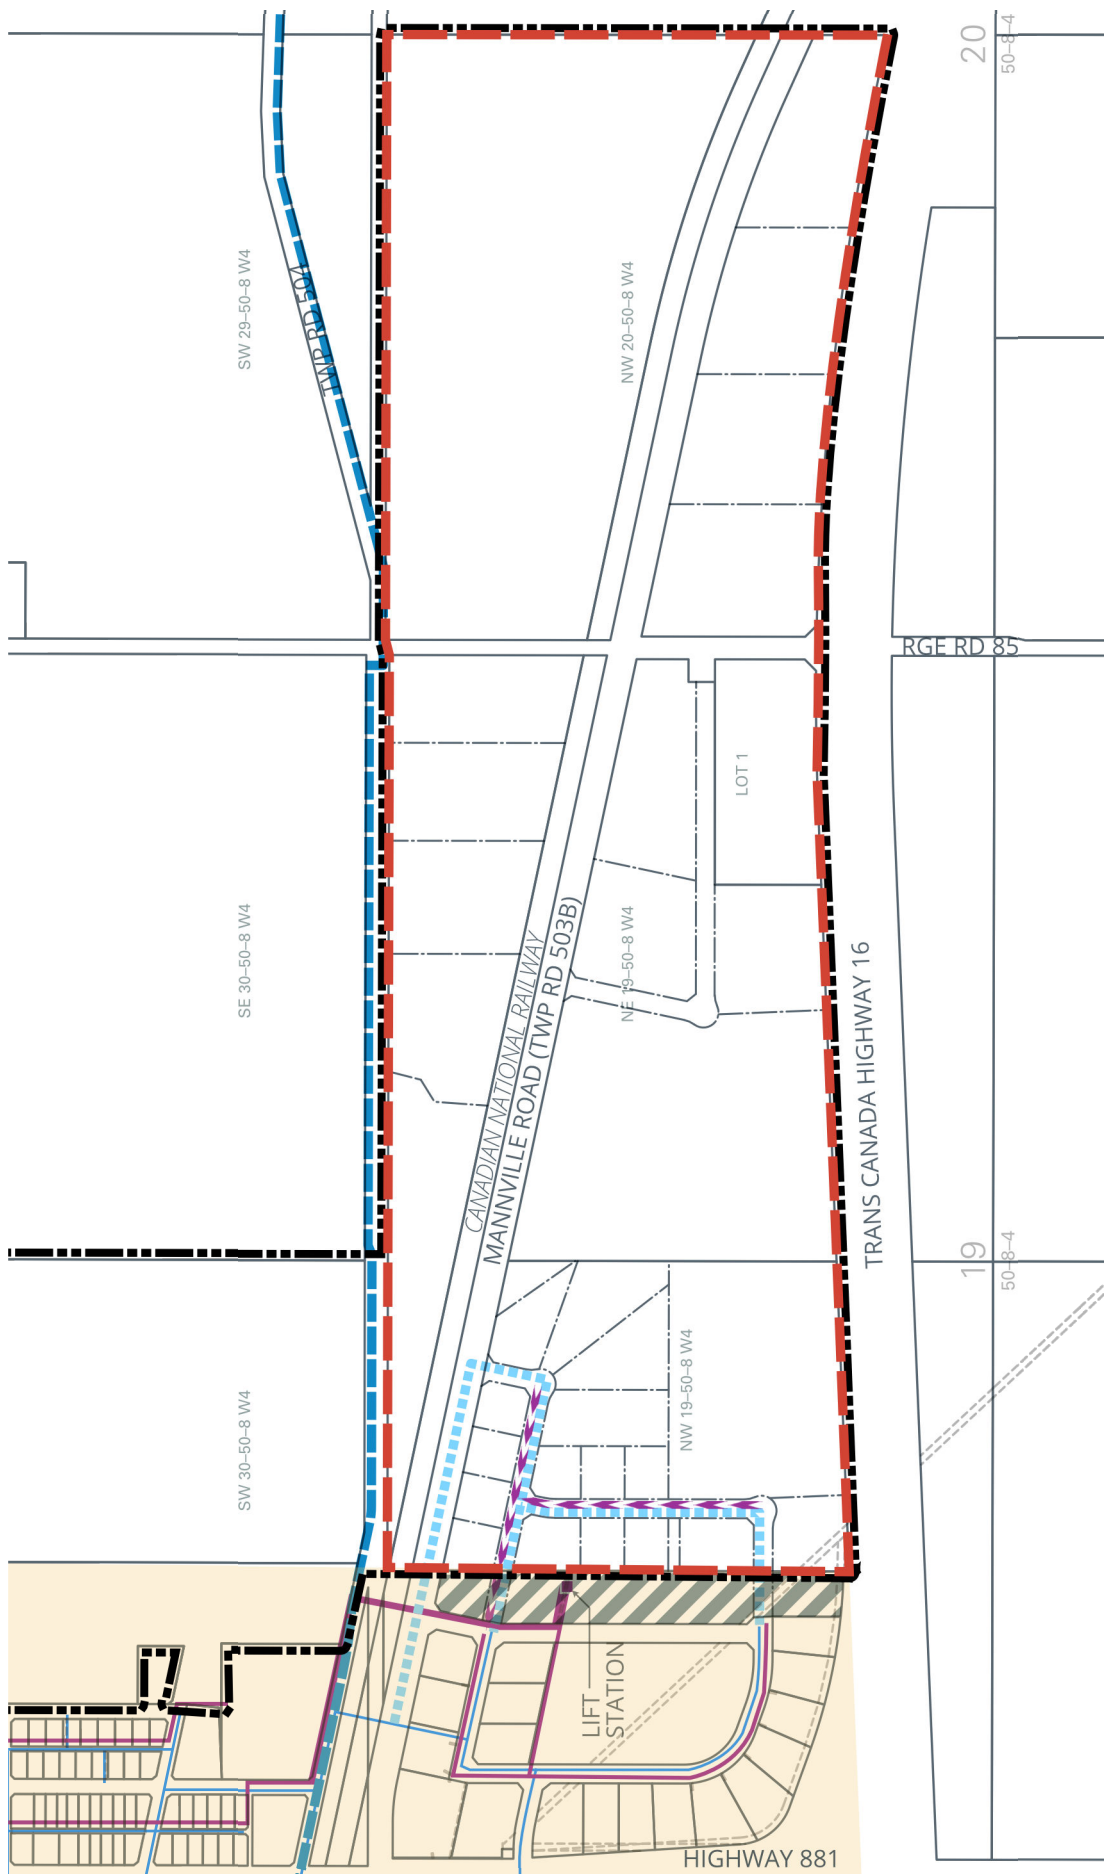 20
50-8-4
TWP RD 504
SW 29-50-8 W4
NW 20-50-8 W4
RGE RD 85
LOT 1
SE 30-50-8 W4
NE 19-50-8 W4
CANADIAN NATIONAL RAILWAY
MANNVILLE ROAD (TWP RD 503B)
TRANS CANADA HIGHWAY 16
19
50-8-4
SW 30-50-8 W4
NW 19-50-8 W4
LIFT
STATION
HIGHWAY 881